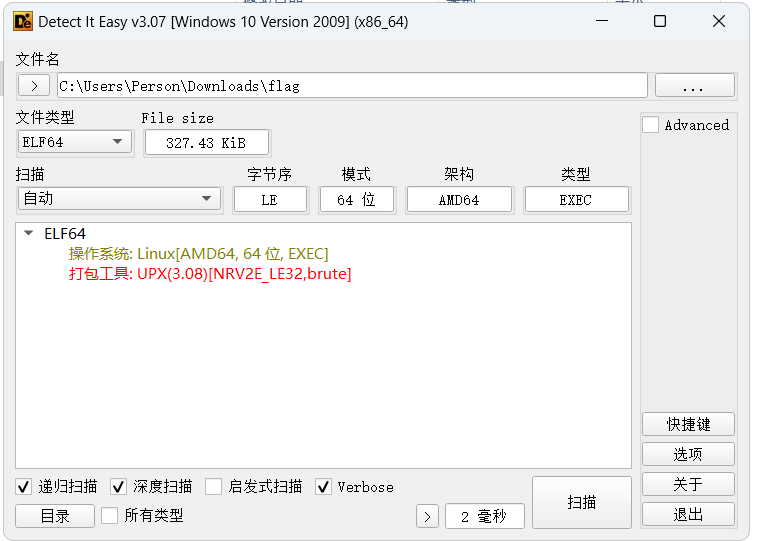 Detect It Easy v3.07 [Windows 10 Version 2009] (x86_64)
文件名
> C:\Users\Person\Downloads\flag ...
文件类型 File size Advanced
ELF64 327.43 KiB
扫描 字节序 模式 架构 类型
自动 LE 64 位 AMD64 EXEC
ELF64
操作系统: Linux[AMD64, 64 位, EXEC]
打包工具: UPX(3.08)[NRV2E_LE32,brute]
快捷键
选项
关于
退出
递归扫描 深度扫描 启发式扫描 Verbose
目录 所有类型 > 2 毫秒 扫描